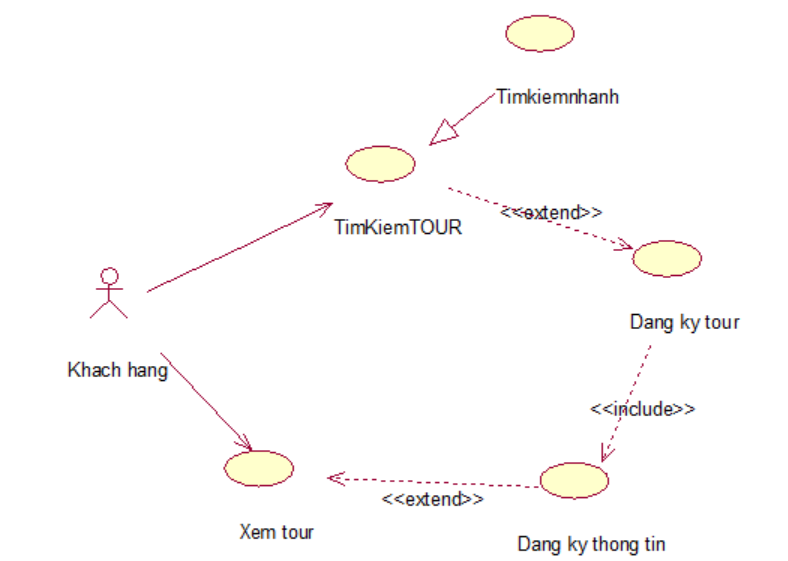 Timkiemnhanh
TimKiemTOUR
<<extend>>
Dang ky tour
Khach hang
<<include>>
<<extend>>
Xem tour
Dang ky thong tin